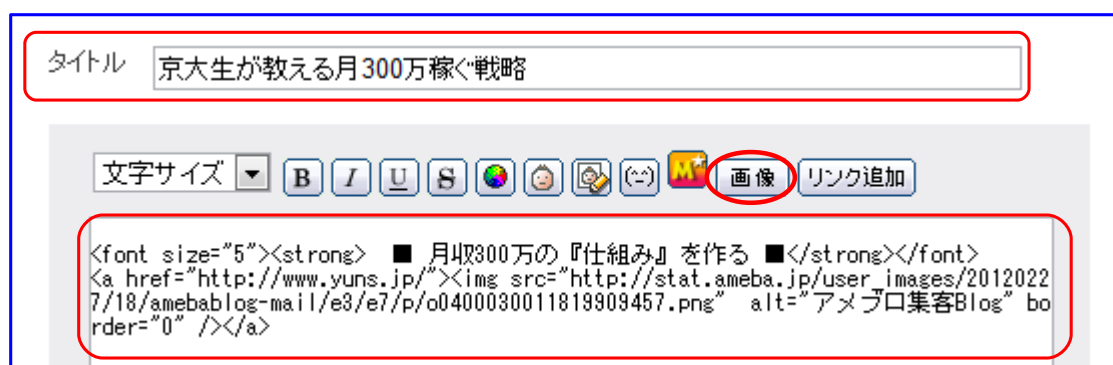 タイトル
京大生が教える月300万稼ぐ戦略
文字サイズ B I U S 画像 リンク追加
<font size="5"><strong>　■ 月収300万の『仕組み』を作る ■</strong></font>
<a href="http://www.yuns.jp/"><img src="http://stat.ameba.jp/user_images/2012022
7/18/amebablog-mail/e3/e7/p/o0400030011819909457.png"　alt="アメブロ集客Blog" bo
rder="0" /></a>